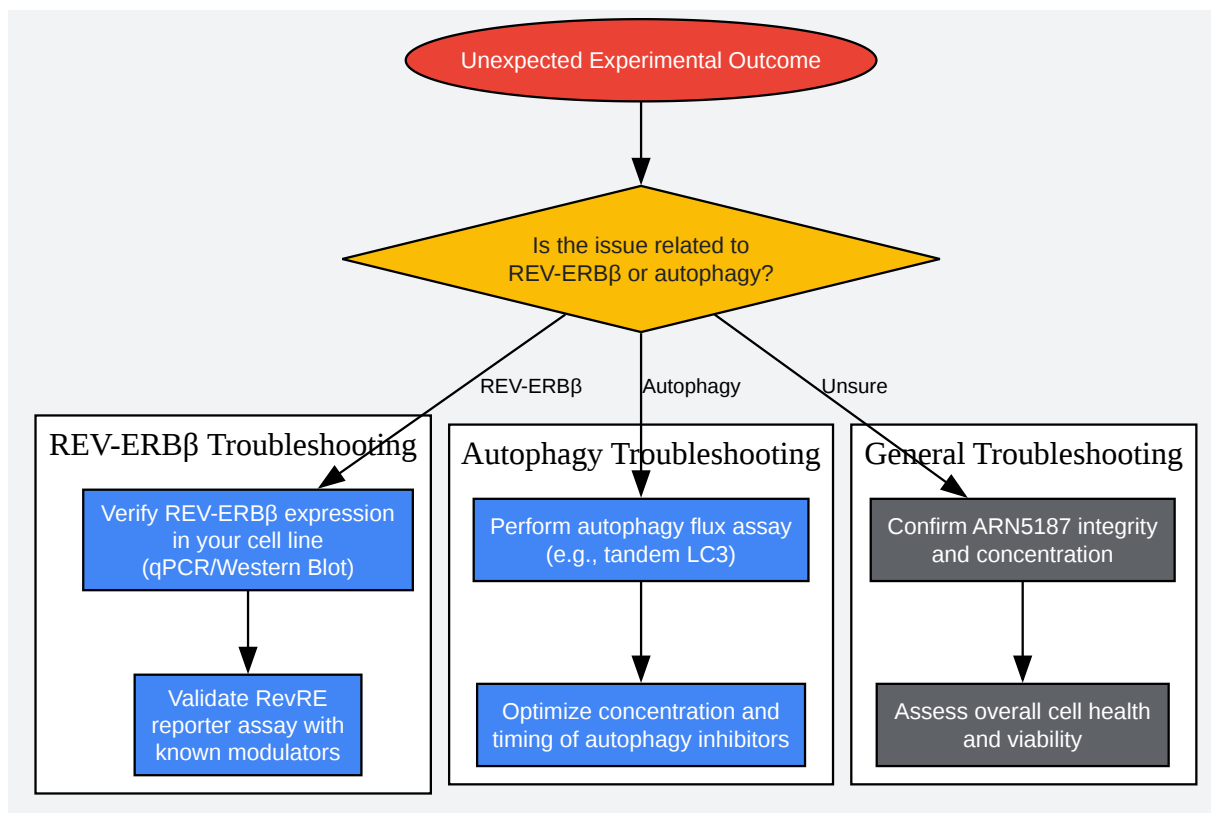 Unexpected Experimental Outcome
Is the issue related to
REV-ERBβ or autophagy?
REV-ERBβ
Autophagy
Unsure
REV-ERBβ Troubleshooting
Verify REV-ERBβ expression
in your cell line
(qPCR/Western Blot)
Validate RevRE
reporter assay with
known modulators
Autophagy Troubleshooting
Perform autophagy flux assay
(e.g., tandem LC3)
Optimize concentration and
timing of autophagy inhibitors
General Troubleshooting
Confirm ARN5187 integrity
and concentration
Assess overall cell health
and viability